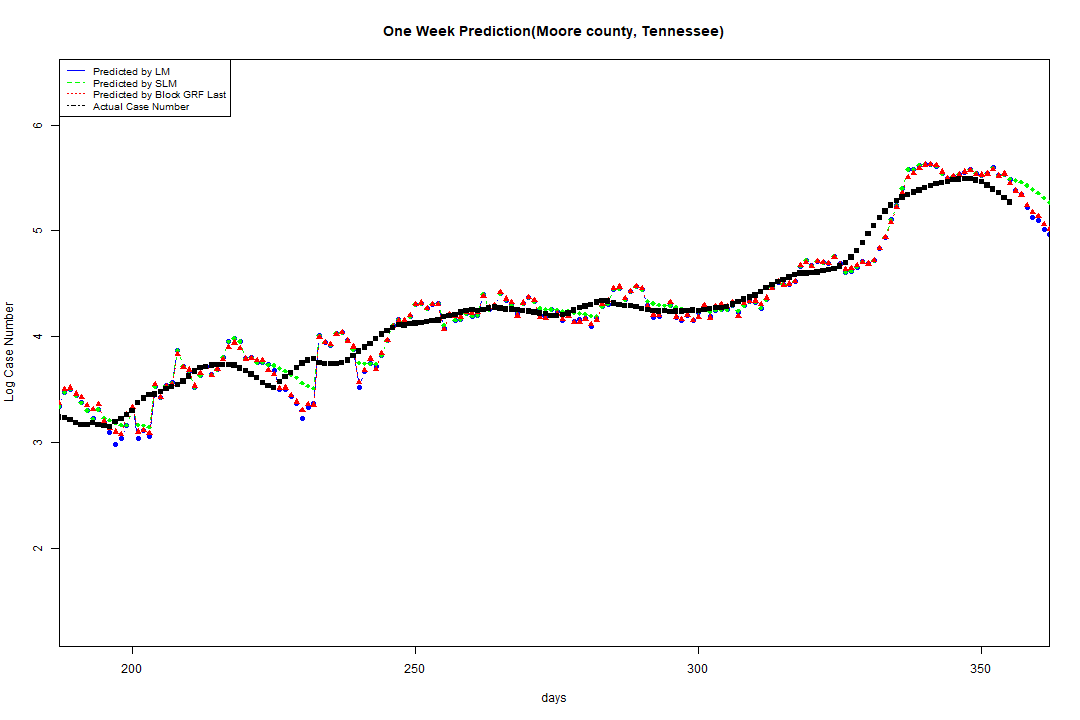 One Week Prediction(Moore county, Tennessee)
Predicted by LM
Predicted by SLM
Predicted by Block GRF Last
Actual Case Number
6
5
4
3
2
Log Case Number
200
250
300
350
days